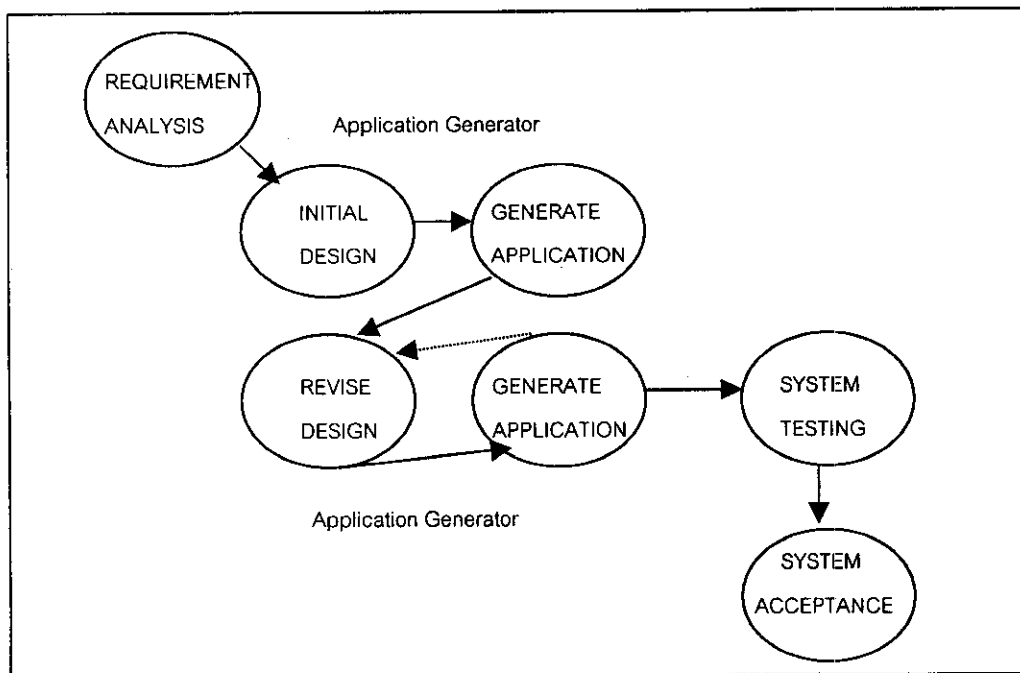 REQUIREMENT
ANALYSIS
Application Generator
INITIAL
DESIGN
GENERATE
APPLICATION
REVISE
DESIGN
GENERATE
APPLICATION
SYSTEM
TESTING
Application Generator
SYSTEM
ACCEPTANCE